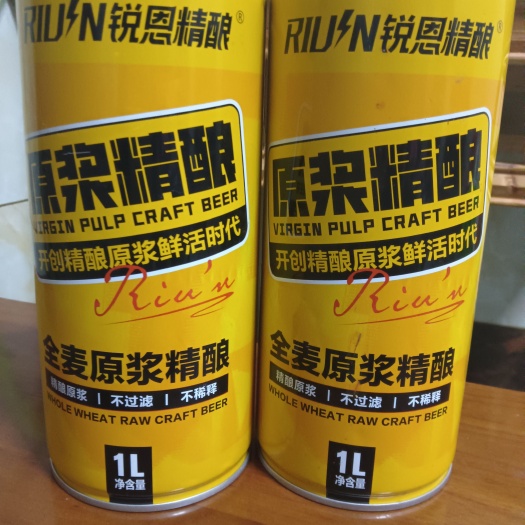 RIUIN锐恩精酿®
原浆精酿
VIRGIN PULP CRAFT BEER
开创精酿原浆鲜活时代
Riu'n
全麦原浆精酿
精酿原浆 | 不过滤 | 不稀释
WHOLE WHEAT RAW CRAFT BEER
1L
净含量
RIUIN锐恩精酿®
原浆精酿
VIRGIN PULP CRAFT BEER
开创精酿原浆鲜活时代
Riu'n
全麦原浆精酿
精酿原浆 | 不过滤 | 不稀释
WHOLE WHEAT RAW CRAFT BEER
1L
净含量